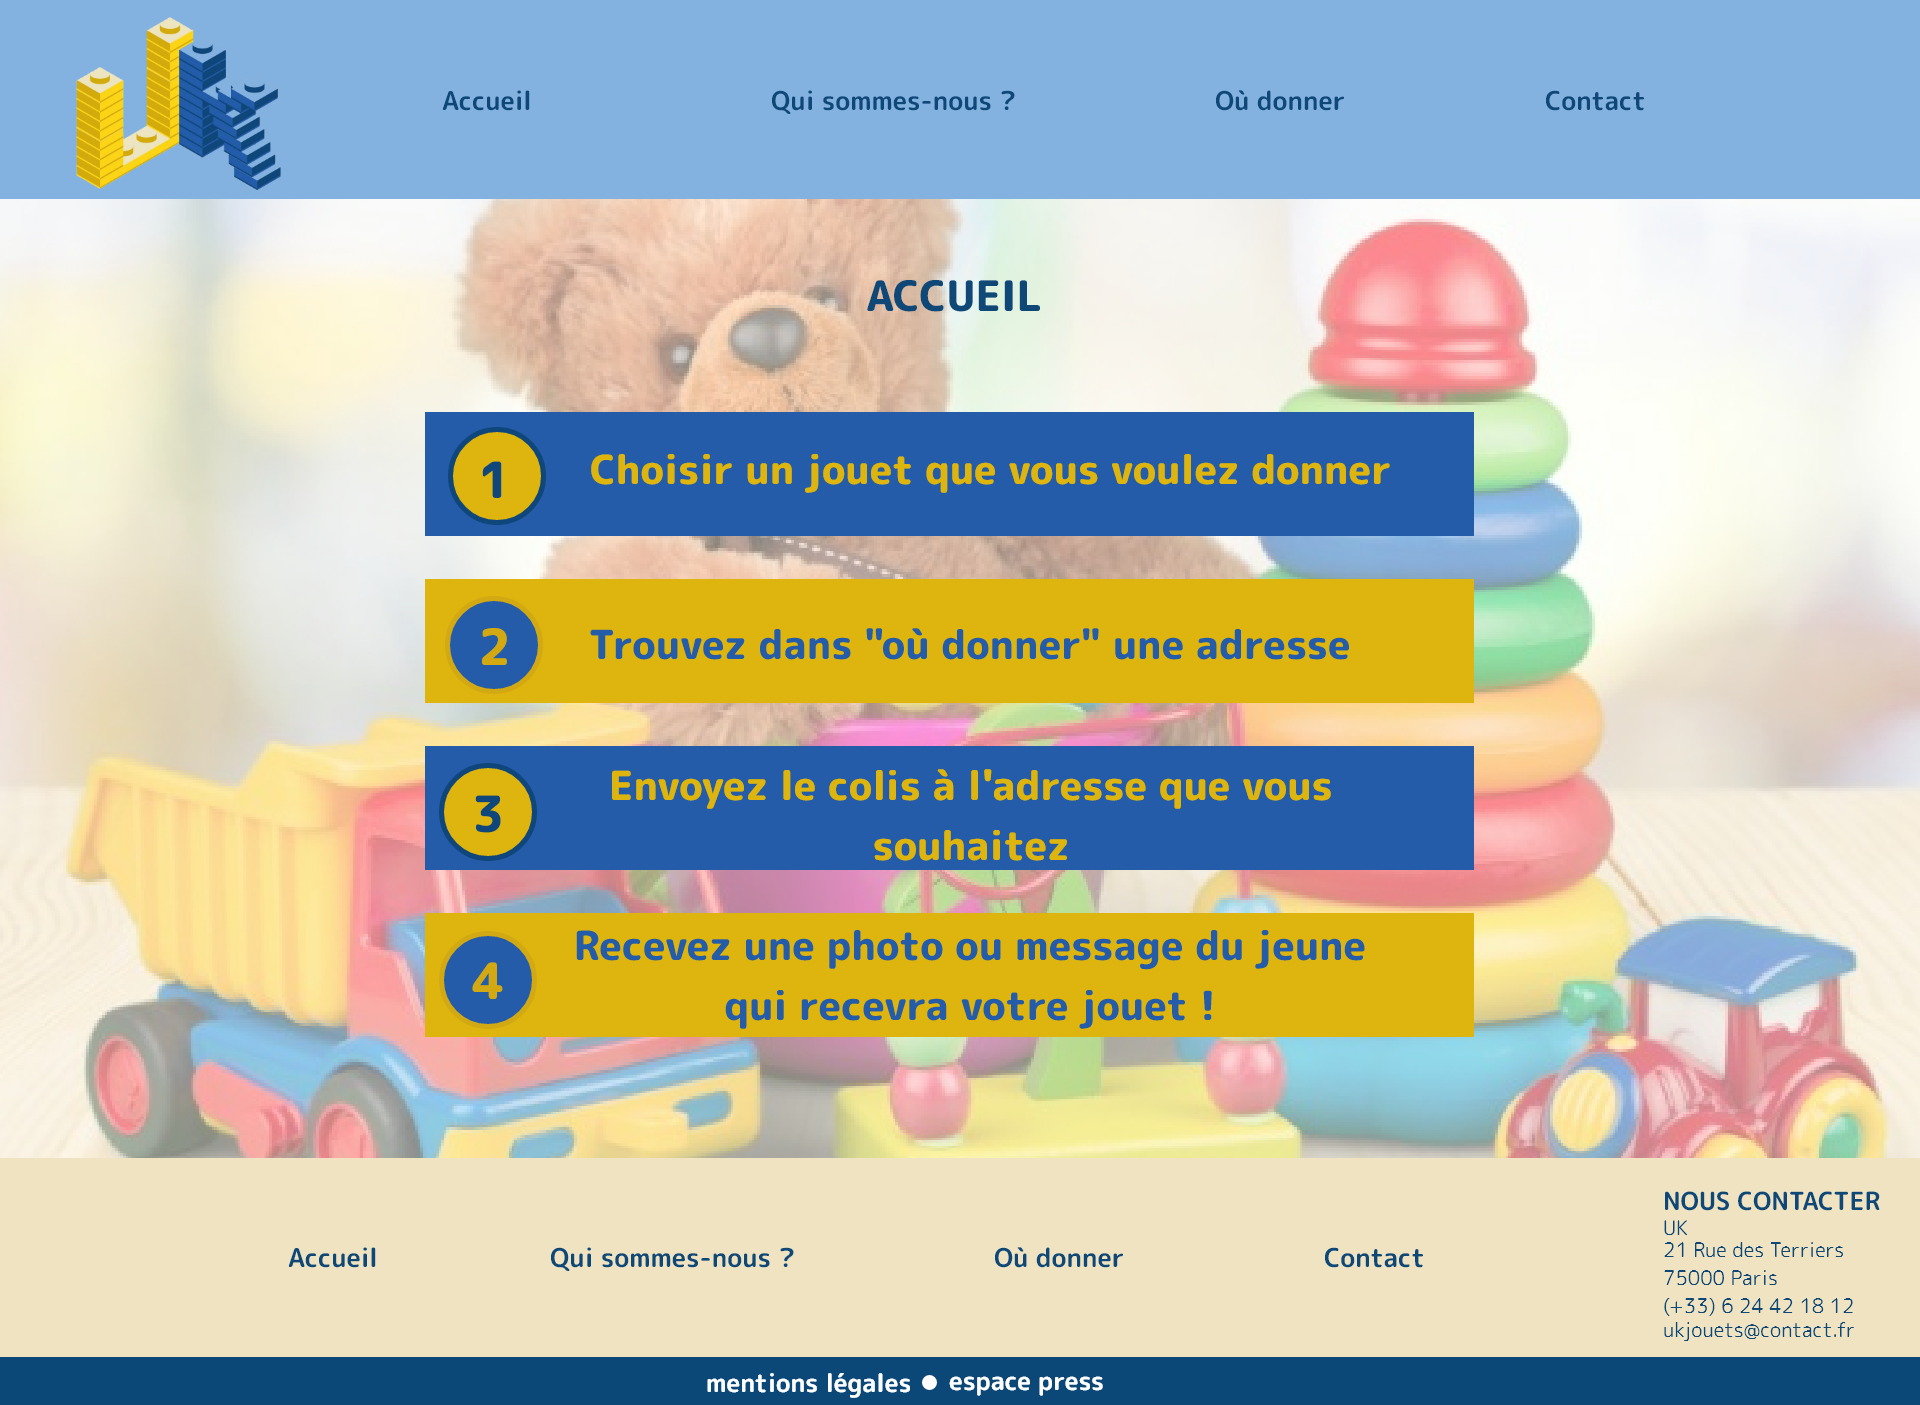 Uk
Accueil
Qui sommes-nous ?
Où donner
Contact
ACCUEIL
1
Choisir un jouet que vous voulez donner
2
Trouvez dans "où donner" une adresse
3
Envoyez le colis à l'adresse que vous
souhaitez
4
Recevez une photo ou message du jeune
qui recevra votre jouet !
Accueil
Qui sommes-nous ?
Où donner
Contact
NOUS CONTACTER
UK
21 Rue des Terriers
75000 Paris
(+33) 6 24 42 18 12
ukjouets@contact.fr
mentions légales ● espace press